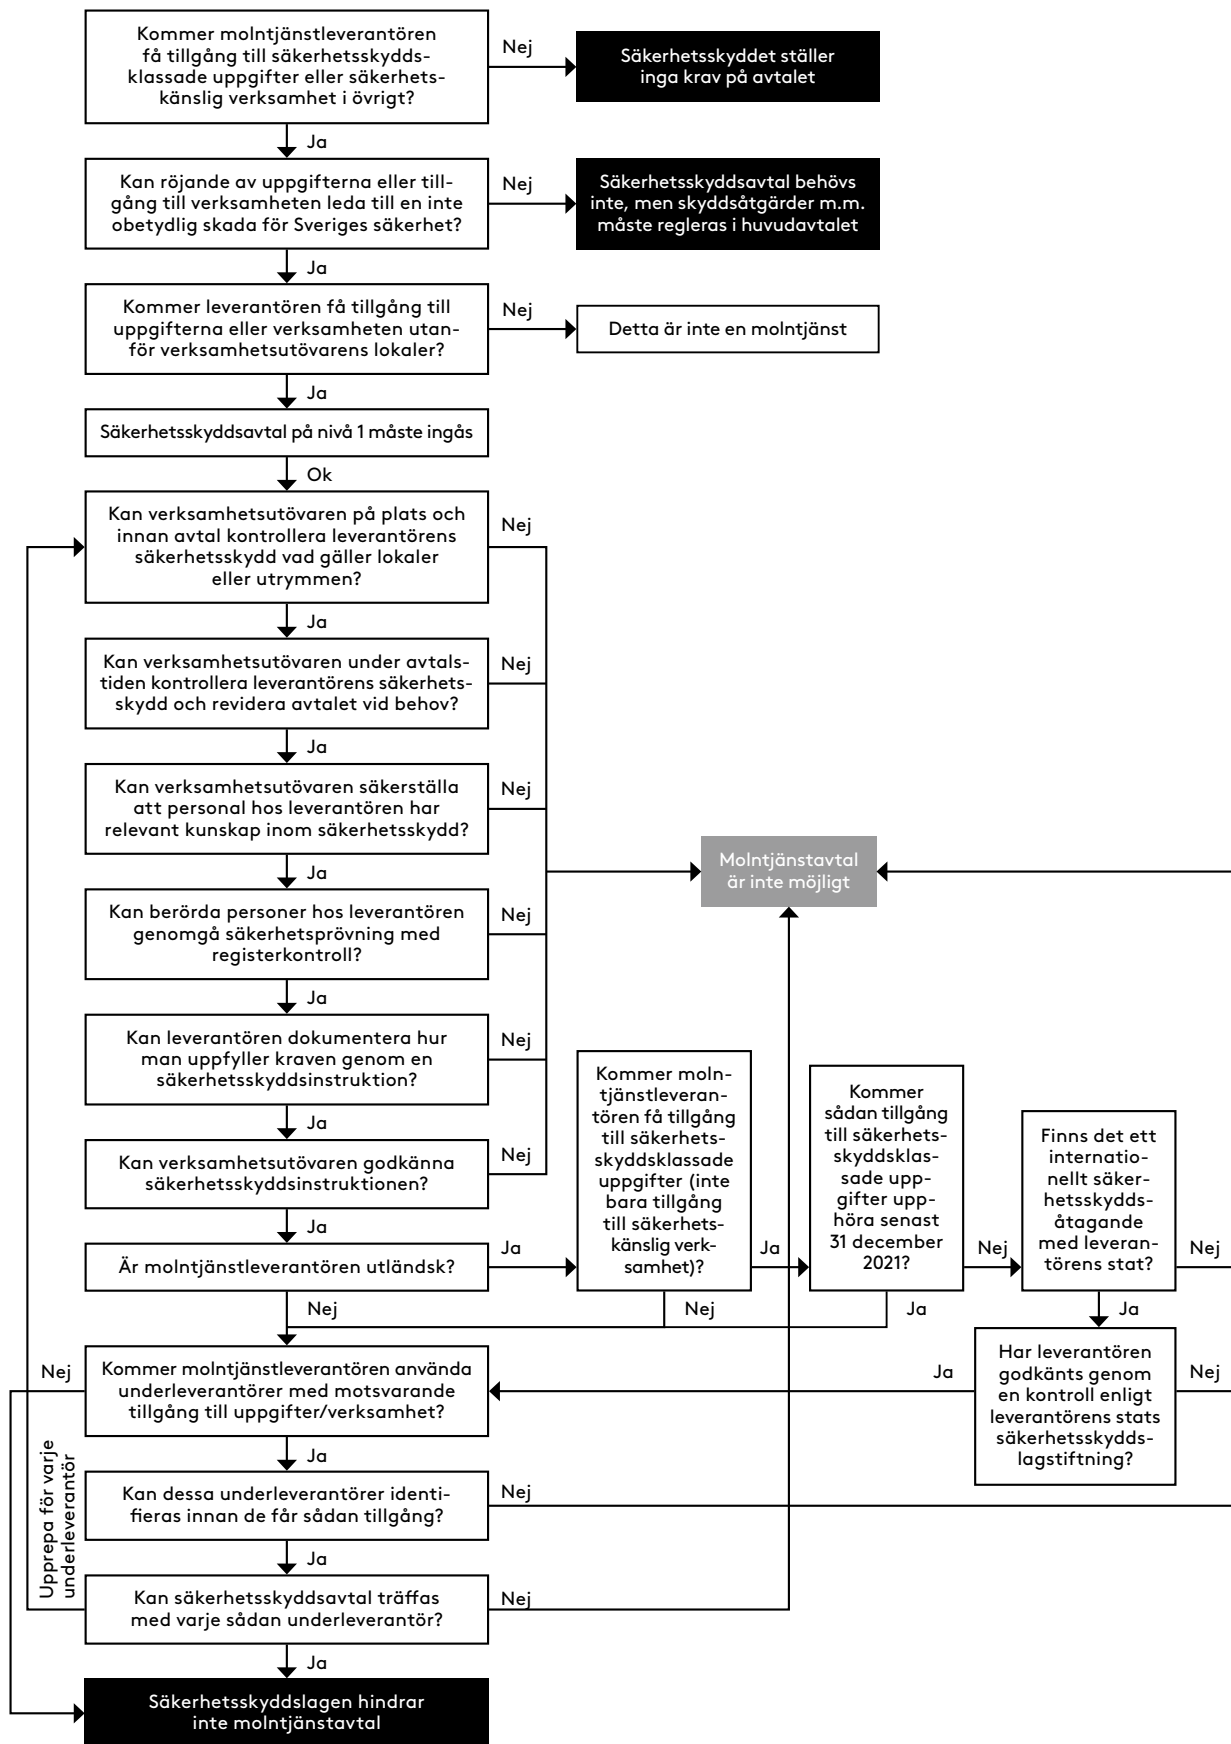 Kommer molntjänstleverantören
få tillgång till säkerhetsskydds-
klassade uppgifter eller säkerhets-
känslig verksamhet i övrigt?
Nej
Säkerhetsskyddet ställer
inga krav på avtalet
Ja
Kan röjande av uppgifterna eller till-
gång till verksamheten leda till en inte
obetydlig skada för Sveriges säkerhet?
Nej
Säkerhetsskyddsavtal behövs
inte, men skyddsåtgärder m.m.
måste regleras i huvudavtalet
Ja
Kommer leverantören få tillgång till
uppgifterna eller verksamheten utan-
för verksamhetsutövarens lokaler?
Nej
Detta är inte en molntjänst
Ja
Säkerhetsskyddsavtal på nivå 1 måste ingås
Ok
Kan verksamhetsutövaren på plats och
innan avtal kontrollera leverantörens
säkerhetsskydd vad gäller lokaler
eller utrymmen?
Nej
Ja
Kan verksamhetsutövaren under avtals-
tiden kontrollera leverantörens säkerhets-
skydd och revidera avtalet vid behov?
Nej
Ja
Kan verksamhetsutövaren säkerställa
att personal hos leverantören har
relevant kunskap inom säkerhetsskydd?
Nej
Ja
Molntjänstavtal
är inte möjligt
Kan berörda personer hos leverantören
genomgå säkerhetsprövning med
registerkontroll?
Nej
Ja
Kan leverantören dokumentera hur
man uppfyller kraven genom en
säkerhetsskyddsinstruktion?
Nej
Ja
Kan verksamhetsutövaren godkänna
säkerhetsskyddsinstruktionen?
Nej
Ja
Är molntjänstleverantören utländsk?
Ja
Nej
Kommer moln-
tjänstleveran-
tören få tillgång
till säkerhets-
skyddsklassade
uppgifter (inte
bara tillgång
till säkerhets-
känslig verk-
samhet)?
Ja
Nej
Kommer
sådan tillgång
till säkerhets-
skyddsklas-
sade upp-
gifter upp-
höra senast
31 december
2021?
Nej
Ja
Finns det ett
internatio-
nellt säker-
hetsskydds-
åtagande
med leveran-
törens stat?
Nej
Ja
Har leverantören
godkänts genom
en kontroll enligt
leverantörens stats
säkerhetsskydds-
lagstiftning?
Nej
Ja
Kommer molntjänstleverantören använda
underleverantörer med motsvarande
tillgång till uppgifter/verksamhet?
Nej
Ja
Kan dessa underleverantörer identi-
fieras innan de får sådan tillgång?
Nej
Ja
Kan säkerhetsskyddsavtal träffas
med varje sådan underleverantör?
Nej
Upprepa för varje
underleverantör
Ja
Säkerhetsskyddslagen hindrar
inte molntjänstavtal